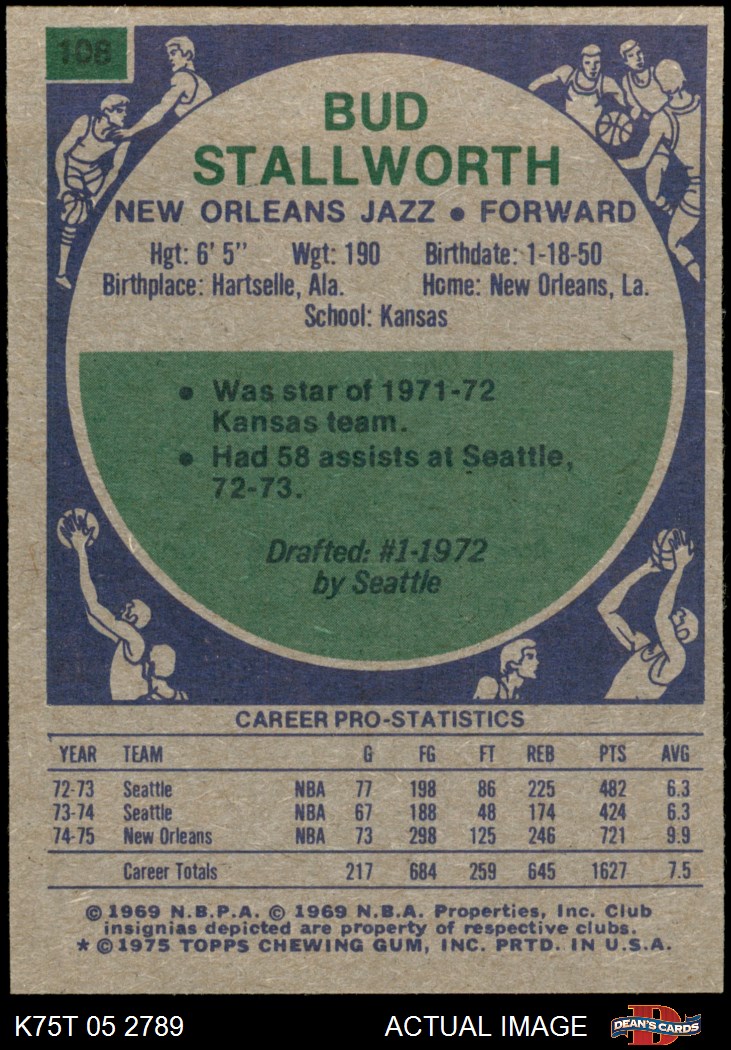 108
BUD
STALLWORTH
NEW ORLEANS JAZZ • FORWARD
Hgt: 6' 5" Wgt: 190 Birthdate: 1-18-50
Birthplace: Hartselle, Ala. Home: New Orleans, La.
School: Kansas
• Was star of 1971-72
Kansas team.
• Had 58 assists at Seattle,
72-73.
Drafted: #1-1972
by Seattle
CAREER PRO-STATISTICS
YEAR TEAM G FG FT REB PTS AVG
72-73 Seattle NBA 77 198 86 225 482 6.3
73-74 Seattle NBA 67 188 48 174 424 6.3
74-75 New Orleans NBA 73 298 125 246 721 9.9
Career Totals 217 684 259 645 1627 7.5
© 1969 N.B.P.A. © 1969 N.B.A. Properties, Inc. Club
insignias depicted are property of respective clubs.
* © 1975 TOPPS CHEWING GUM, INC. PRTD. IN U.S.A.
K75T 05 2789 ACTUAL IMAGE DEAN'S CARDS